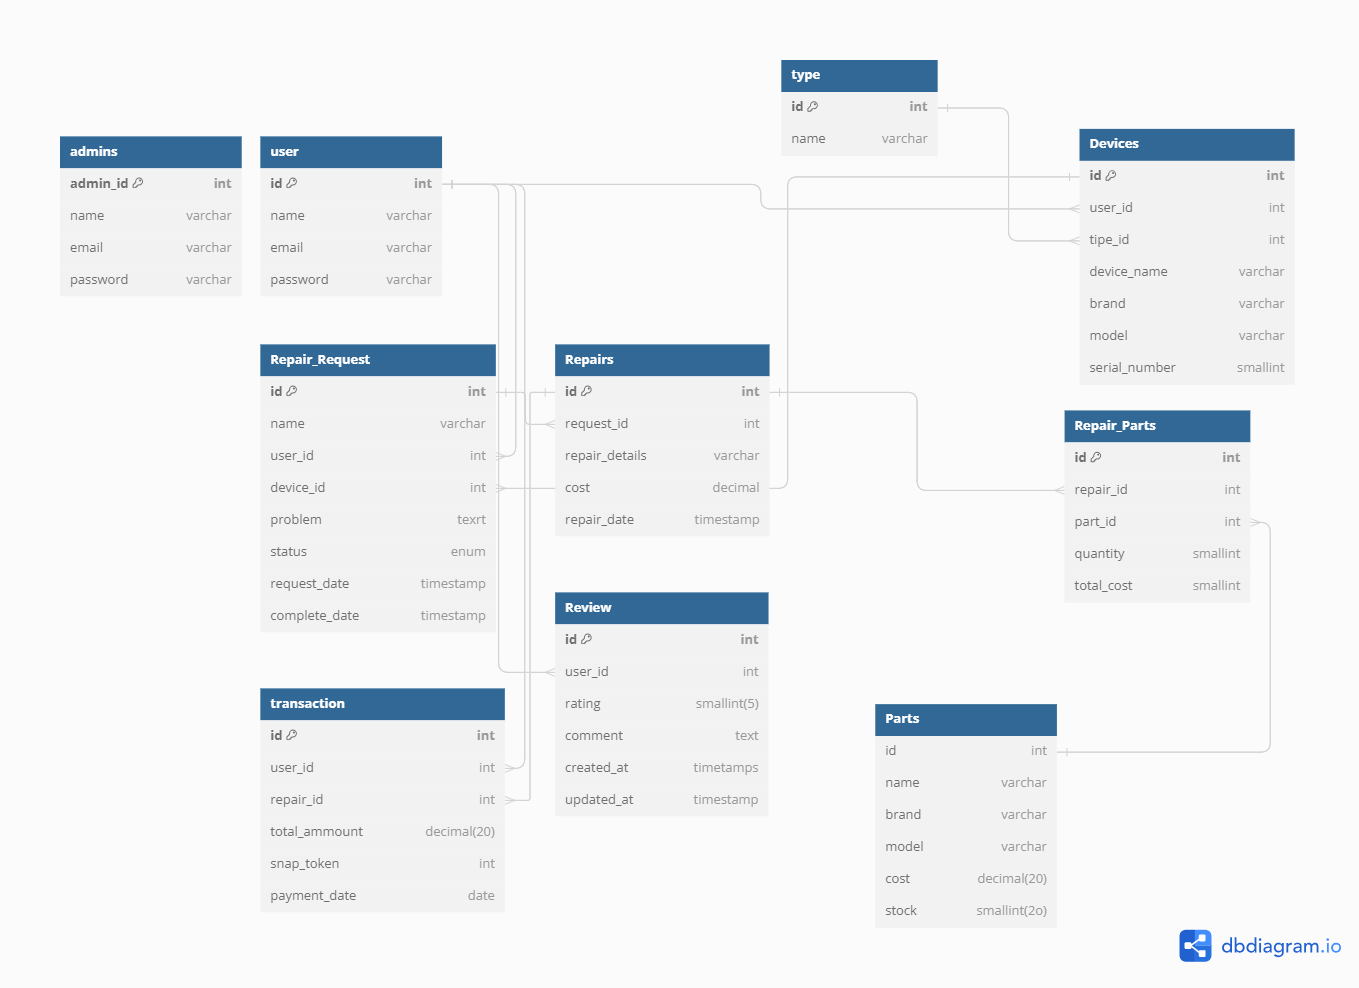 type
id int
name varchar
admins
admin_id int
name varchar
email varchar
password varchar
user
id int
name varchar
email varchar
password varchar
Devices
id int
user_id int
tipe_id int
device_name varchar
brand varchar
model varchar
serial_number smallint
Repair_Request
id int
name varchar
user_id int
device_id int
problem texrt
status enum
request_date timestamp
complete_date timestamp
Repairs
id int
request_id int
repair_details varchar
cost decimal
repair_date timestamp
Repair_Parts
id int
repair_id int
part_id int
quantity smallint
total_cost smallint
Review
id int
user_id int
rating smallint(5)
comment text
created_at timetamps
updated_at timestamp
transaction
id int
user_id int
repair_id int
total_ammount decimal(20)
snap_token int
payment_date date
Parts
id int
name varchar
brand varchar
model varchar
cost decimal(20)
stock smallint(2o)
dbdiagram.io